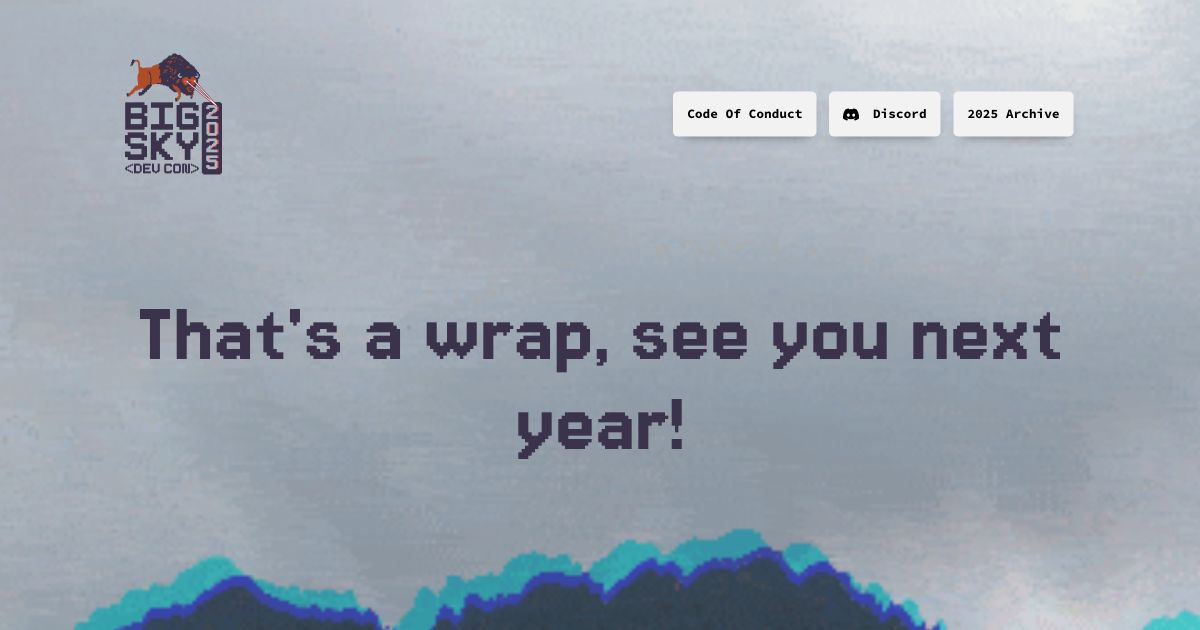 BIG
SKY
<DEV CON>
2025
Code Of Conduct
Discord
2025 Archive
That's a wrap, see you next
year!